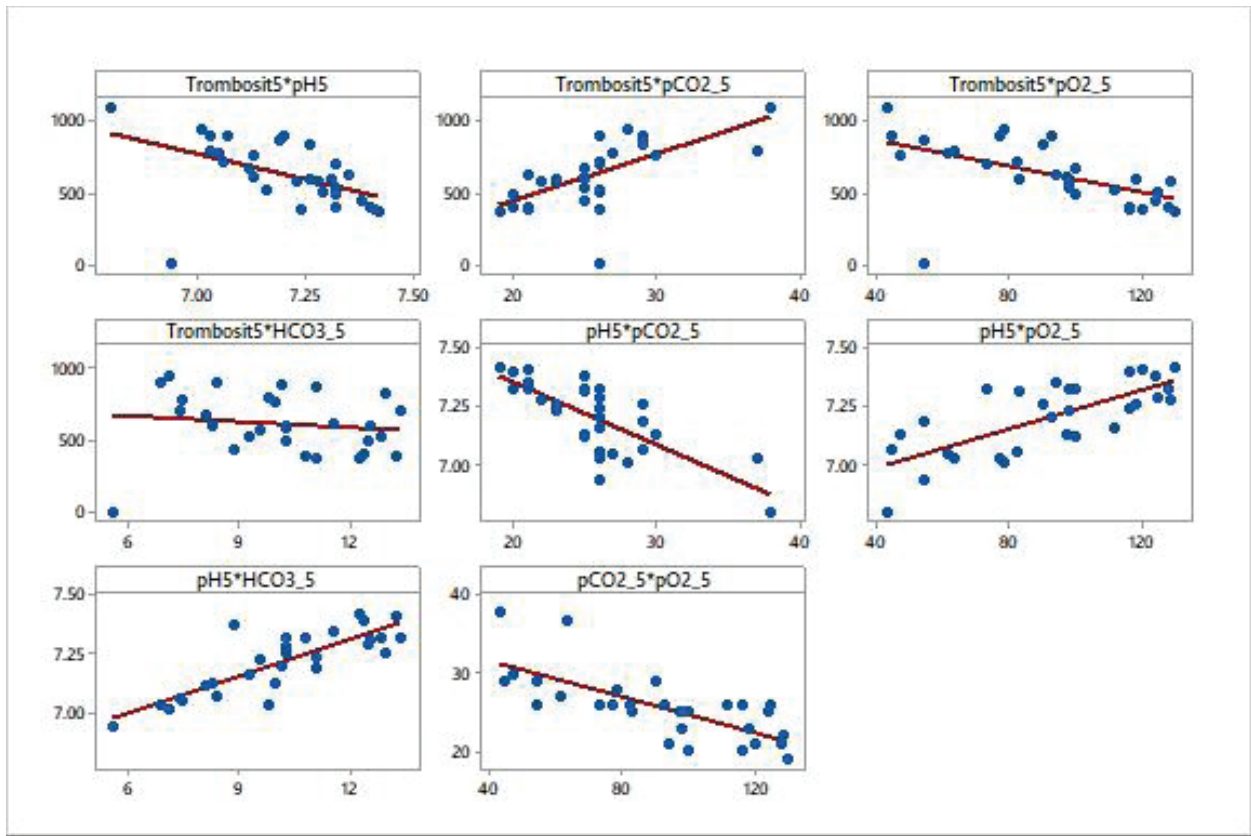 Trombosit5*pH5
Trombosit5*pCO2_5
Trombosit5*pO2_5
1000
500
0
7.00 7.25 7.50
1000
500
0
20 30 40
1000
500
0
40 80 120
Trombosit5*HCO3_5
pH5*pCO2_5
pH5*pO2_5
1000
500
0
6 9 12
7.50
7.25
7.00
20 30 40
7.50
7.25
7.00
40 80 120
pH5*HCO3_5
pCO2_5*pO2_5
7.50
7.25
7.00
6 9 12
40
30
20
40 80 120